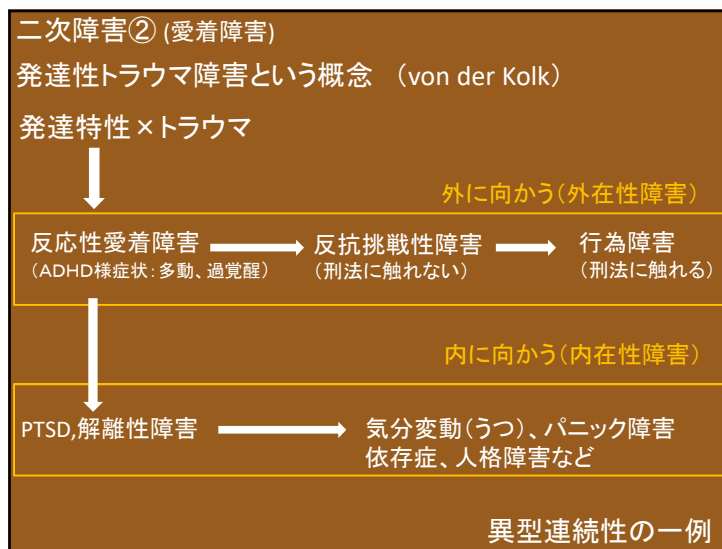 二次障害② (愛着障害)
発達性トラウマ障害という概念 （von der Kolk）
発達特性×トラウマ
外に向かう（外在性障害）
反応性愛着障害 反抗挑戦性障害 行為障害
（ADHD様症状：多動、過覚醒） （刑法に触れない） （刑法に触れる）
内に向かう（内在性障害）
PTSD,解離性障害 気分変動（うつ）、パニック障害
依存症、人格障害など
異型連続性の一例